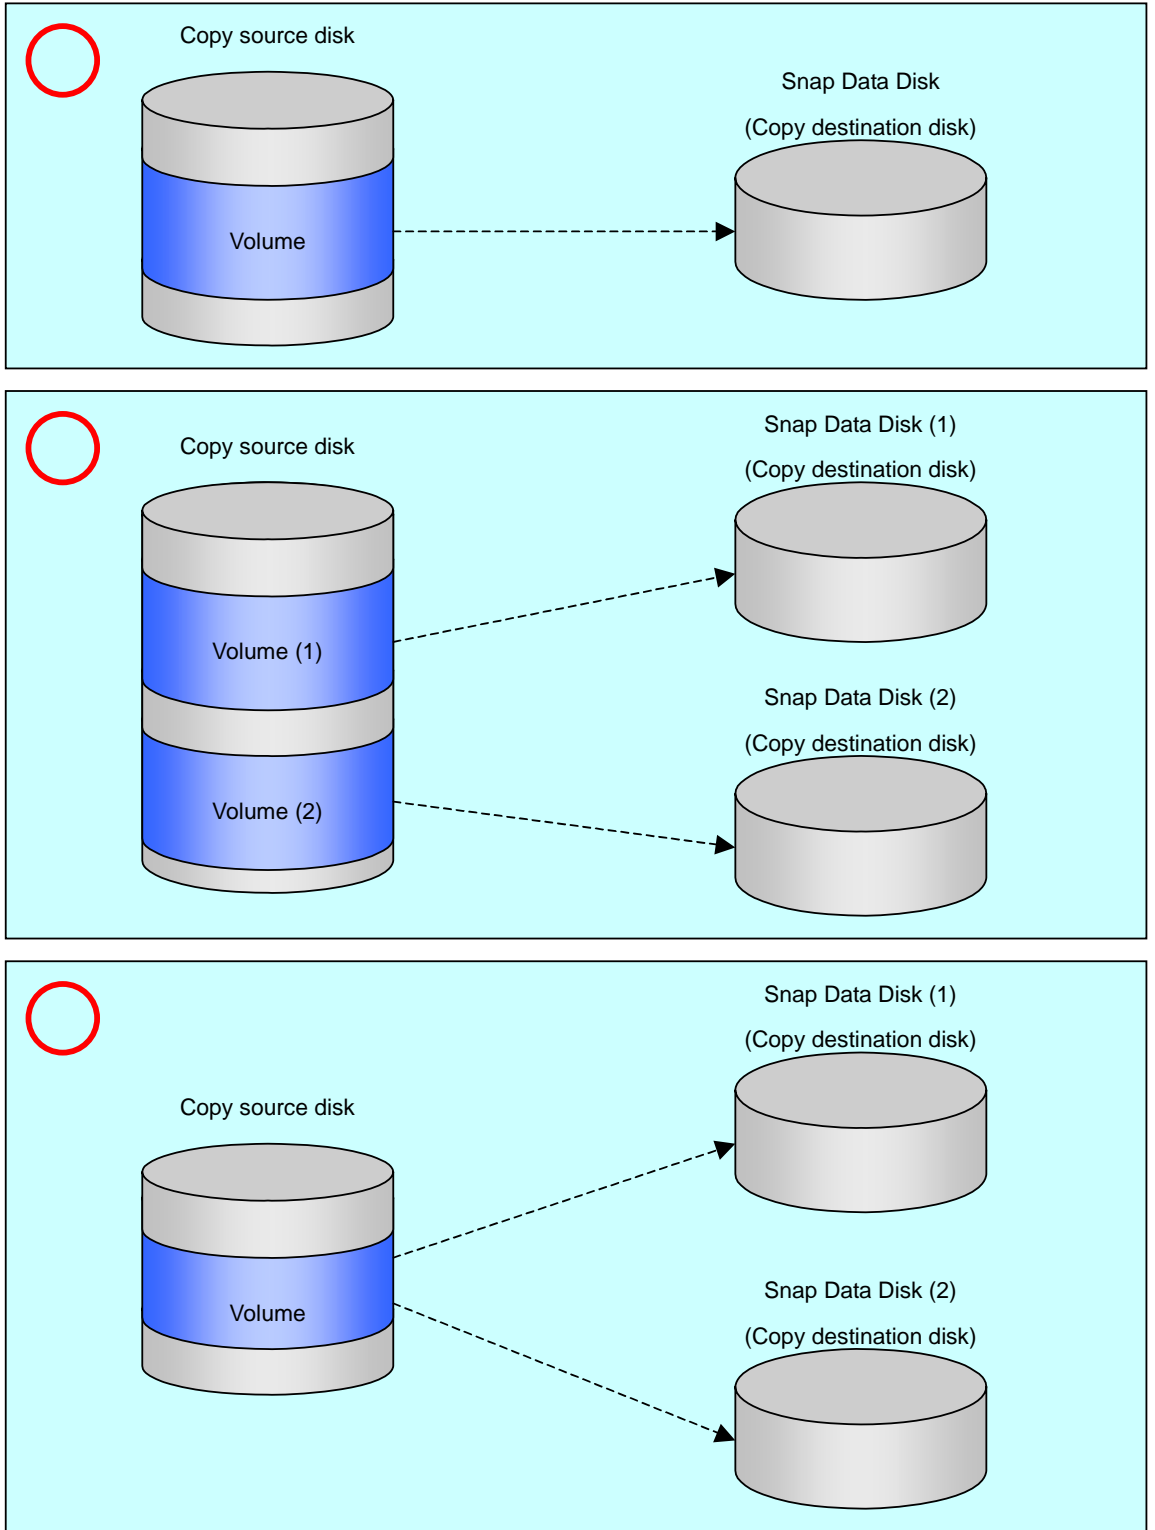 Copy source disk
Snap Data Disk
(Copy destination disk)
Volume
Copy source disk
Snap Data Disk (1)
(Copy destination disk)
Volume (1)
Snap Data Disk (2)
(Copy destination disk)
Volume (2)
Snap Data Disk (1)
(Copy destination disk)
Copy source disk
Volume
Snap Data Disk (2)
(Copy destination disk)